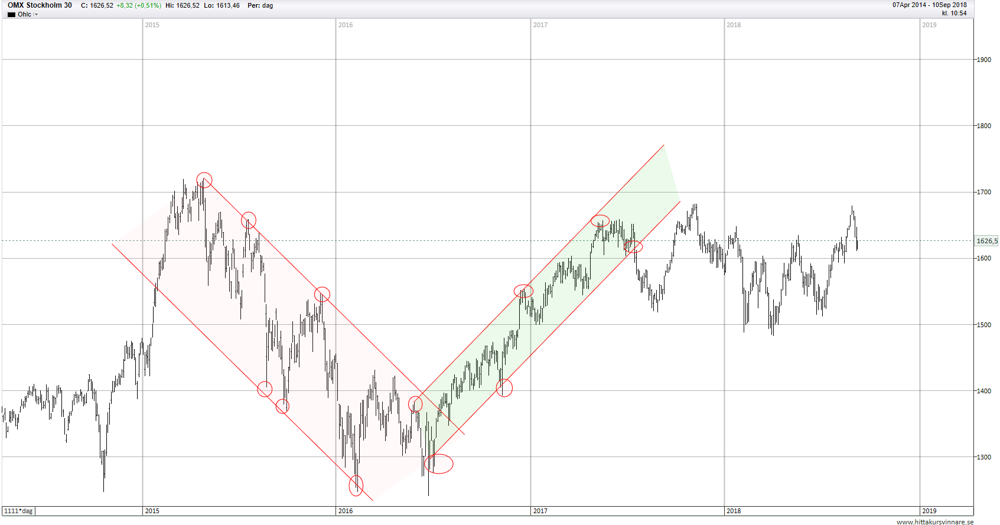 OMX Stockholm 30 C: 1626,52 +8,32 (+0,51%) Hi: 1626,52 Lo: 1613,46 Per: dag
07Apr 2014 - 10Sep 2018
Ohlc
kl. 10:54
2015 2016 2017 2018 2019
1900
1800
1700
1626,5
1600
1500
1400
1300
1111*dag 2015 2016 2017 2018 2019
www.hittakursvinnare.se